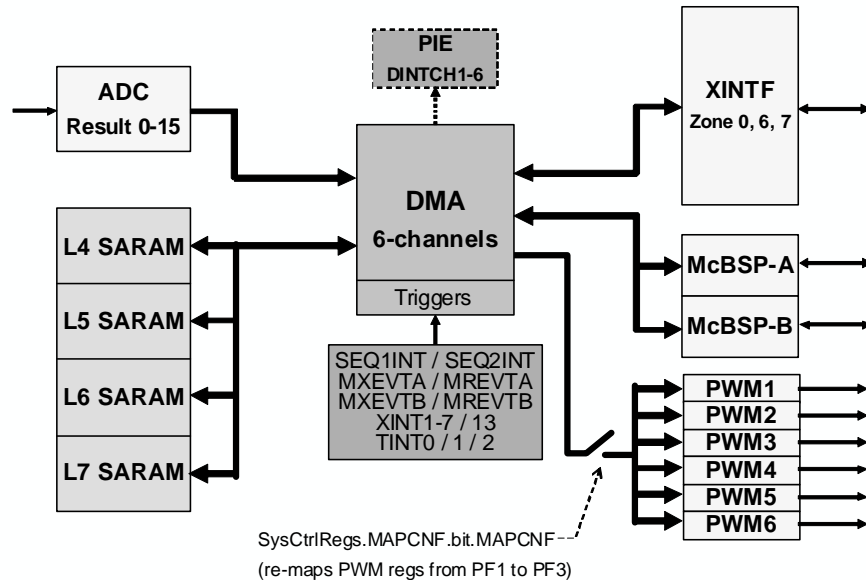 PIE
DINTCH1-6
ADC
Result 0-15
XINTF
Zone 0, 6, 7
DMA
6-channels
Triggers
L4 SARAM
L5 SARAM
L6 SARAM
L7 SARAM
McBSP-A
McBSP-B
SEQ1INT / SEQ2INT
MXEVTA / MREVTA
MXEVTB / MREVTB
XINT1-7 / 13
TINT0 / 1 / 2
PWM1
PWM2
PWM3
PWM4
PWM5
PWM6
SysCtrlRegs.MAPCNF.bit.MAPCNF
(re-maps PWM regs from PF1 to PF3)